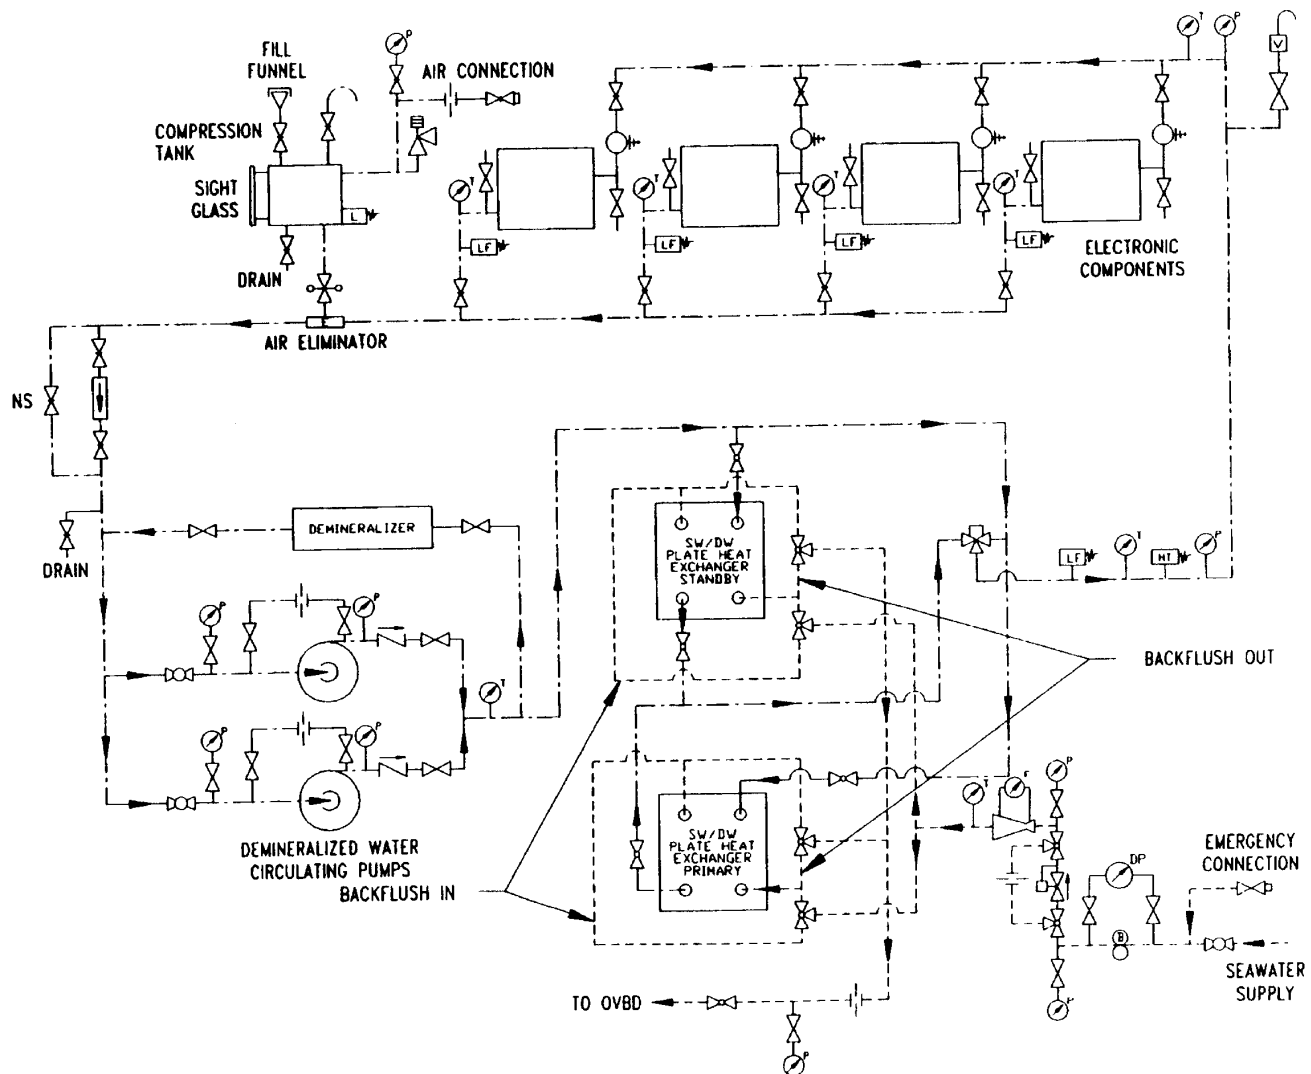 T
P
V
P
FILL
FUNNEL
AIR CONNECTION
COMPRESSION
TANK
SIGHT
GLASS
L
T
T
T
T
LF
LF
LF
LF
DRAIN
ELECTRONIC
COMPONENTS
AIR ELIMINATOR
NS
DEMINERALIZER
DRAIN
SW/DW
PLATE HEAT
EXCHANGER
STANDBY
LF
T
HT
P
P
P
BACKFLUSH OUT
T
P
P
SW/DW
PLATE HEAT
EXCHANGER
PRIMARY
T
F
P
DEMINERALIZED WATER
CIRCULATING PUMPS
BACKFLUSH IN
DP
EMERGENCY
CONNECTION
B
SEAWATER
SUPPLY
TO OVBD
P
P